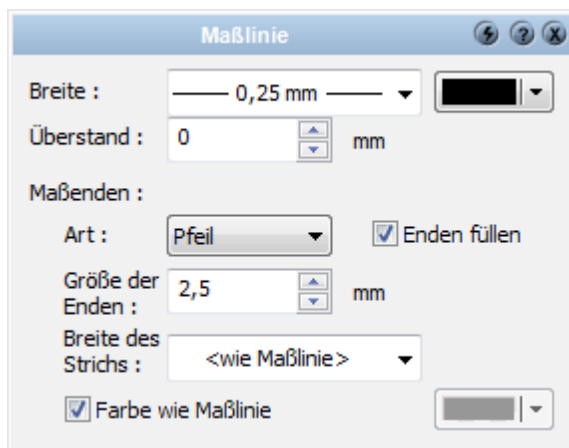 Maßlinie
Breite : 0,25 mm
Überstand : 0 mm
Maßenden :
Art : Pfeil Enden füllen
Größe der
Enden : 2,5 mm
Breite des
Strichs : <wie Maßlinie>
Farbe wie Maßlinie